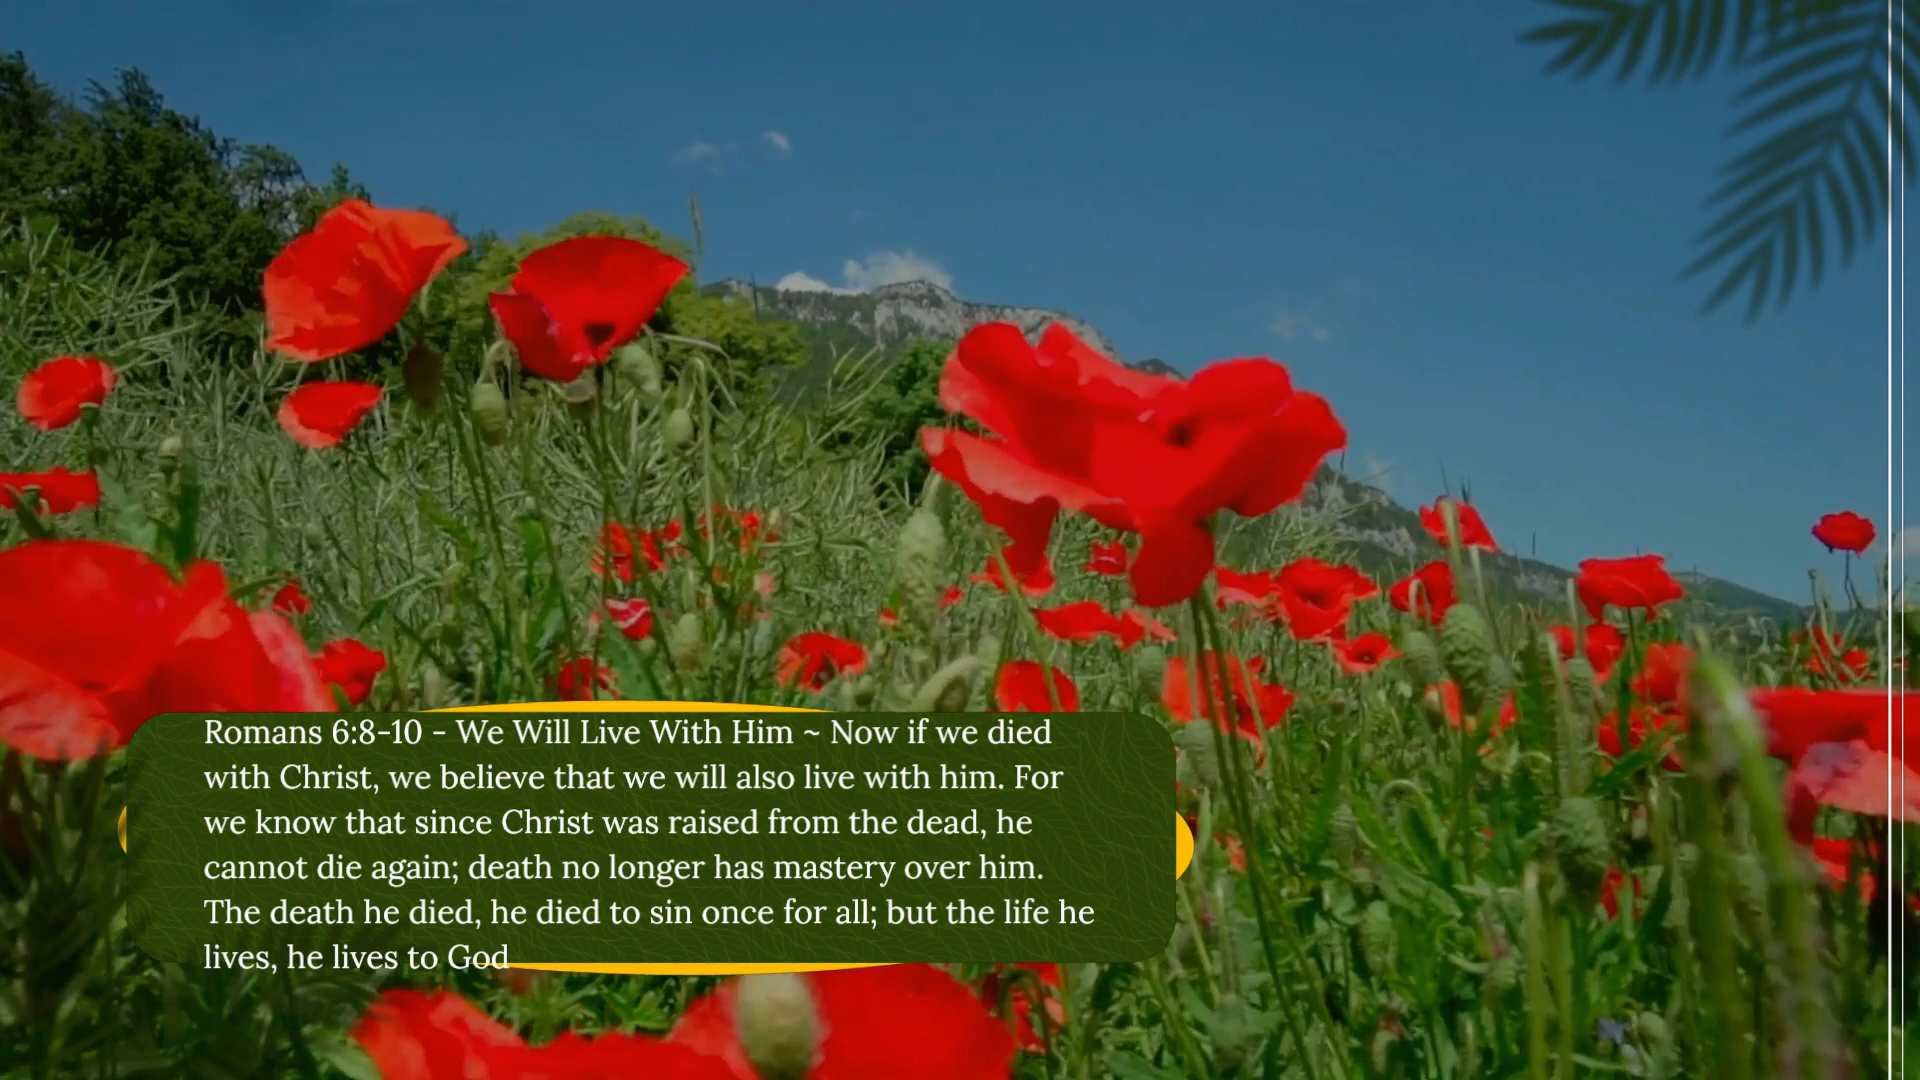 Romans 6:8-10 - We Will Live With Him ~ Now if we died
with Christ, we believe that we will also live with him. For
we know that since Christ was raised from the dead, he
cannot die again; death no longer has mastery over him.
The death he died, he died to sin once for all; but the life he
lives, he lives to God